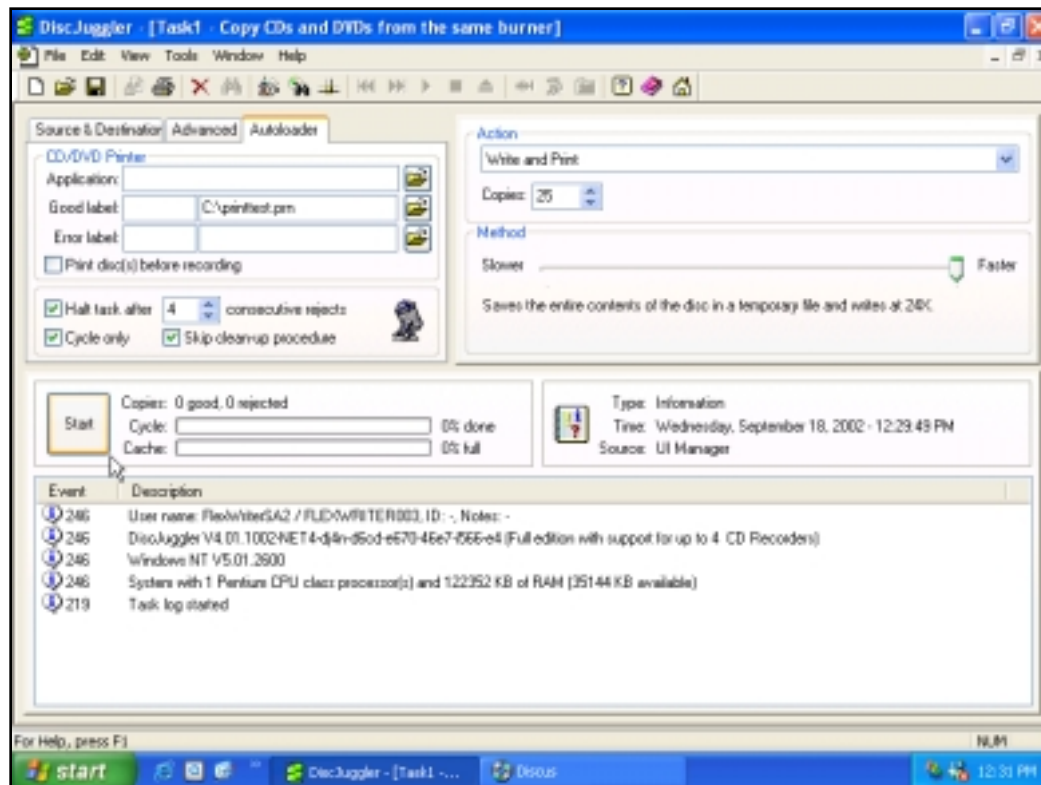 DiscJuggler - [Task1 - Copy CDs and DVDs from the same burner]
File Edit View Tools Window Help
Source & Destination Advanced Autoloader
CD/DVD Printer
Application:
Good label: C:\printtest.prn
Error label:
Print disc(s) before recording
Halt task after 4 consecutive rejects
Cycle only Skip clean-up procedure
Action
Write and Print
Copies: 25
Method
Slower Faster
Saves the entire contents of the disc in a temporary file and writes at 24X.
Start
Copies: 0 good, 0 rejected
Cycle: 0% done
Cache: 0% full
Type: Information
Time: Wednesday, September 18, 2002 - 12:29:49 PM
Source: UI Manager
Event Description
246 User name: FlexWriterSA2 / FLEXWRITER003, ID: -, Notes: -
246 DiscJuggler V4.01.1002-NET (Full edition with support for up to 4 CD Recorders)
246 Windows NT V5.01.2600
246 System with 1 Pentium CPU class processor(s) and 122352 KB of RAM (35144 KB available)
219 Task log started
For Help, press F1 NUM
start DiscJuggler - [Task1 -... Discus 12:31 PM